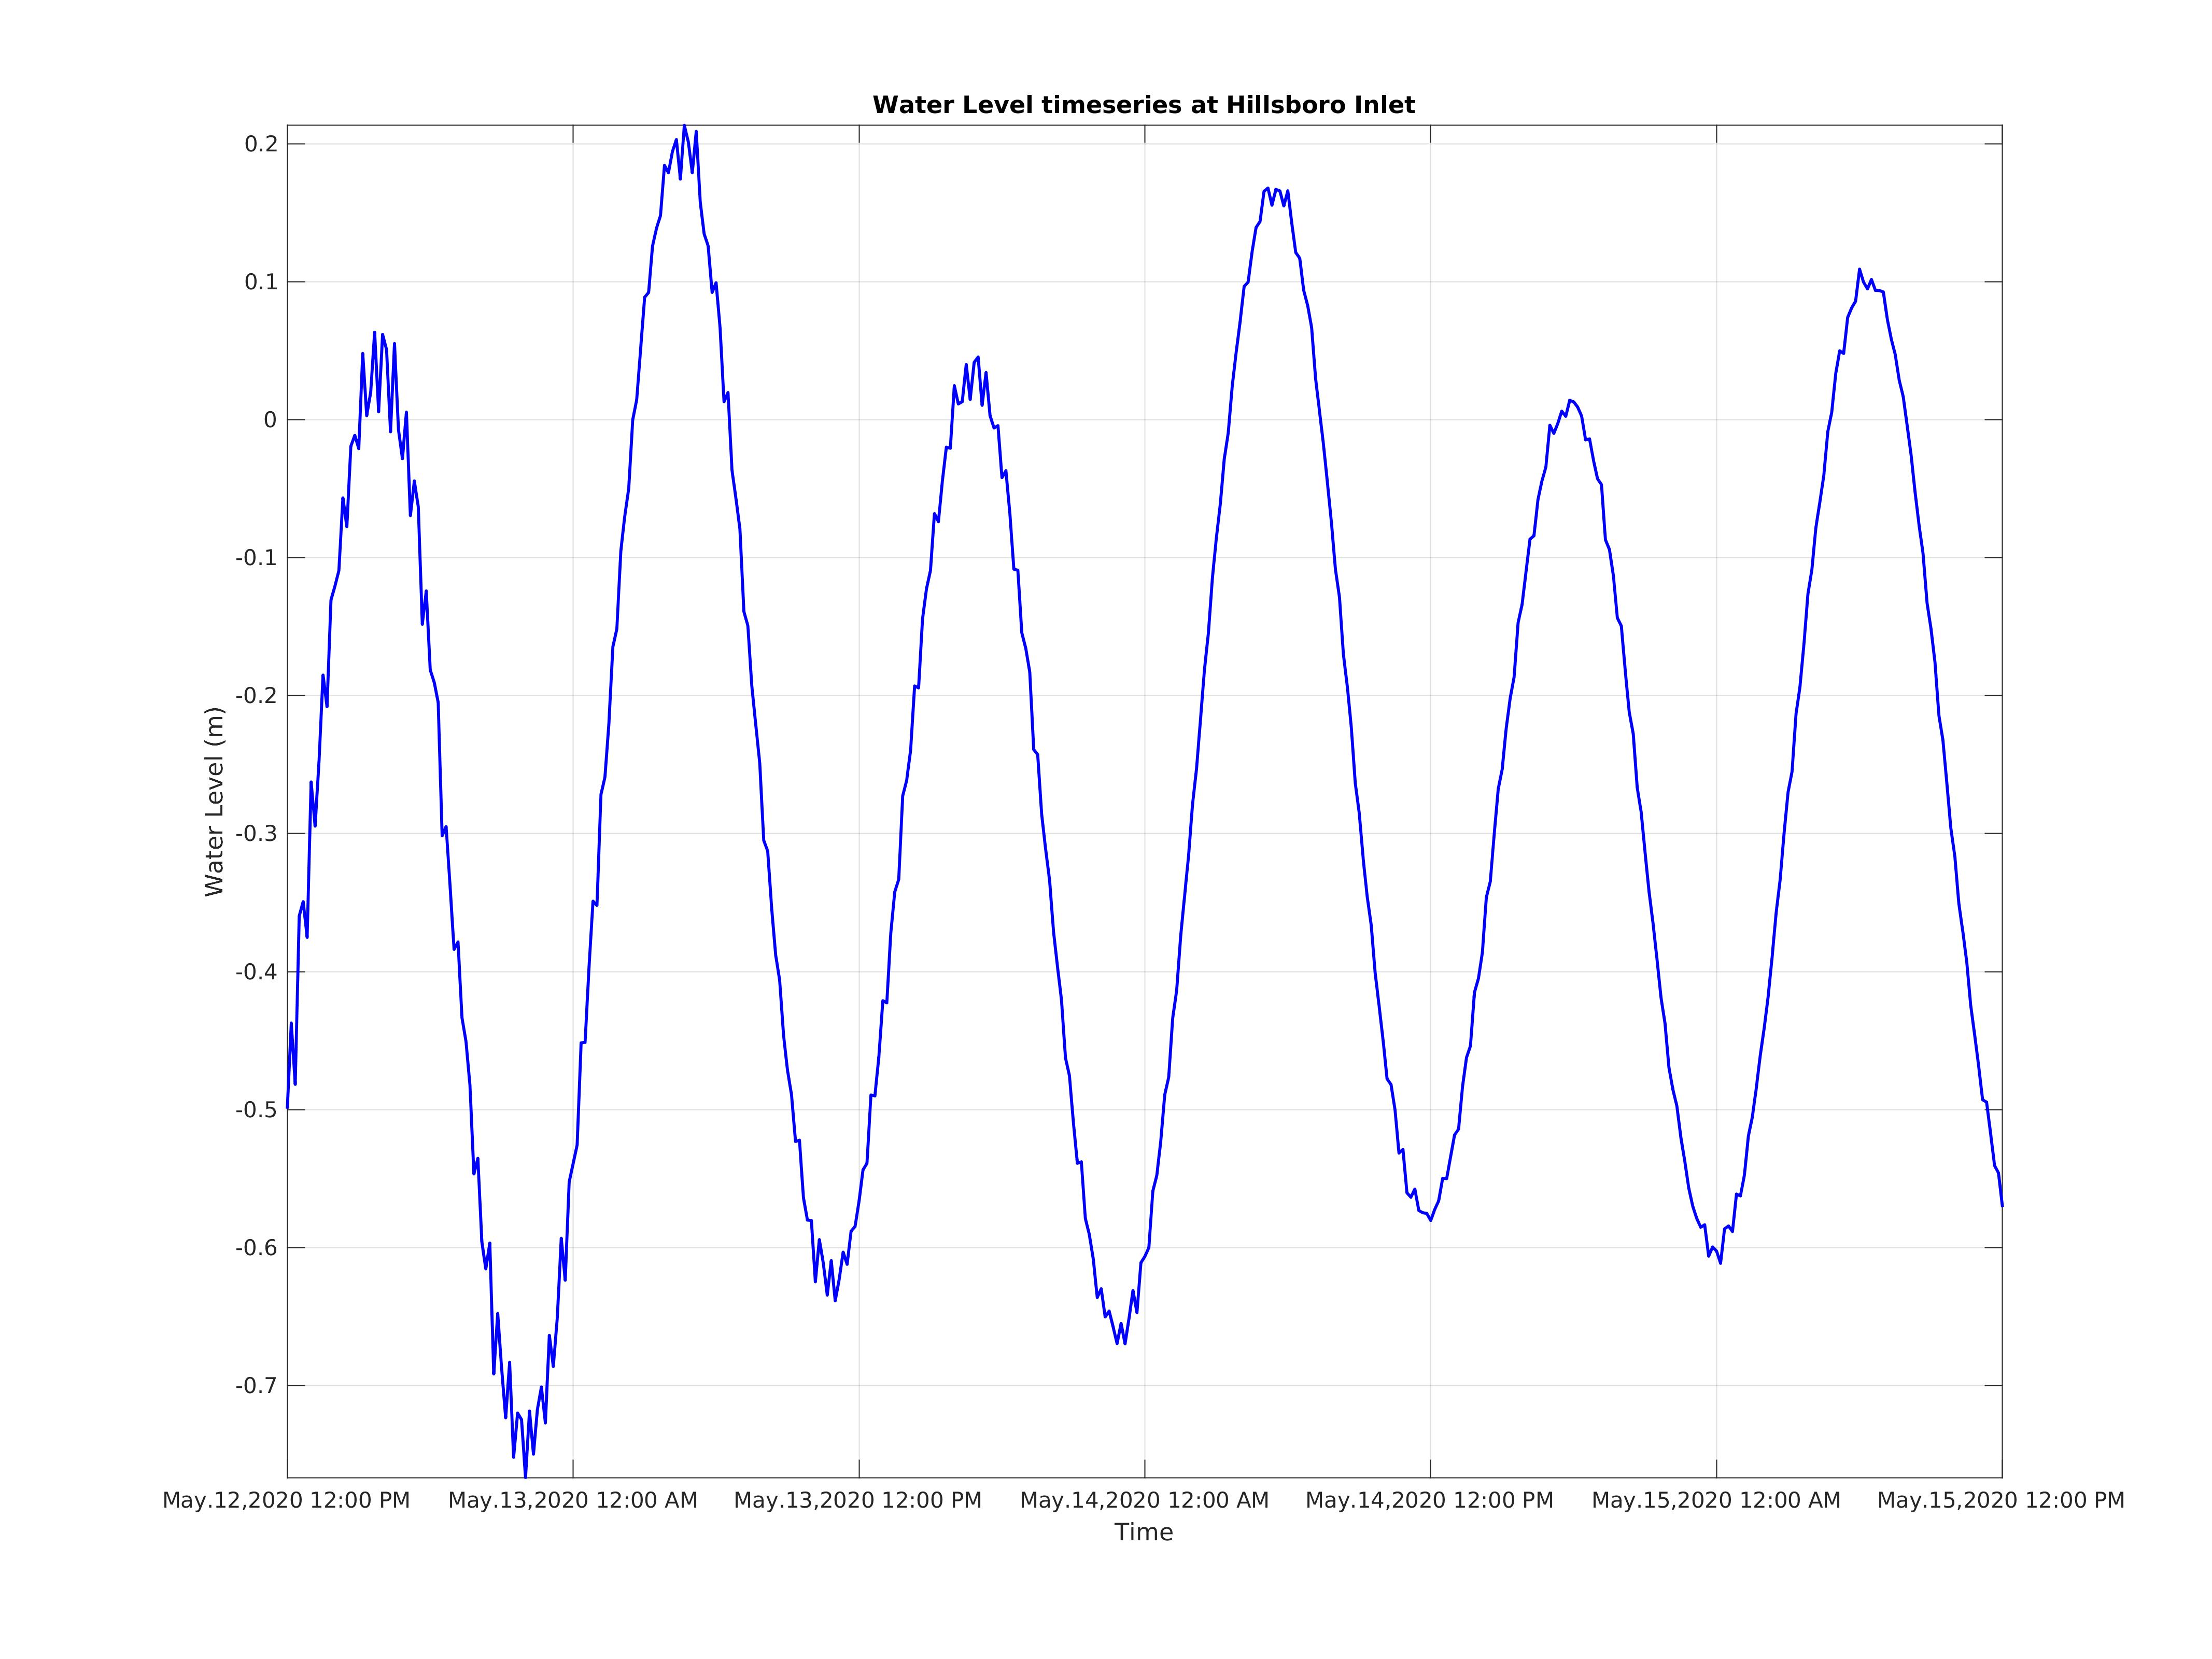 Water Level timeseries at Hillsboro Inlet
0.2
0.1
0
-0.1
-0.2
-0.3
-0.4
-0.5
-0.6
-0.7
Water Level (m)
May.12,2020 12:00 PM May.13,2020 12:00 AM May.13,2020 12:00 PM May.14,2020 12:00 AM May.14,2020 12:00 PM May.15,2020 12:00 AM May.15,2020 12:00 PM
Time